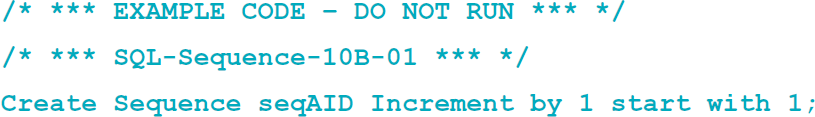 /* *** EXAMPLE CODE – DO NOT RUN *** */
/* *** SQL-Sequence-10B-01 *** */
Create Sequence seqAID Increment by 1 start with 1;